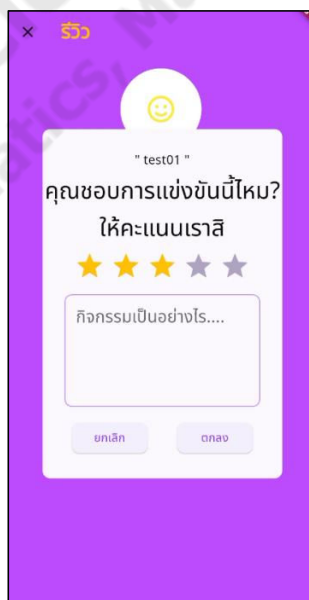 × รีวิว
" test01 "
คุณชอบการแข่งขันนี้ไหม?
ให้คะแนนเราสิ
กิจกรรมเป็นอย่างไร....
ยกเลิก ตกลง